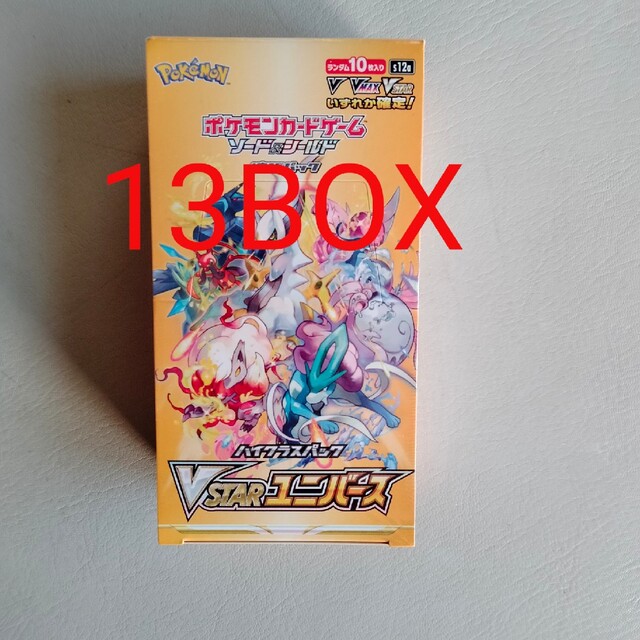 Pokémon
ランダム10枚入り s12a
V VMAX VSTAR
いずれか確定!
ポケモンカードゲーム
ソード&シールド
13BOX
ハイクラスパック
VSTARユニバース